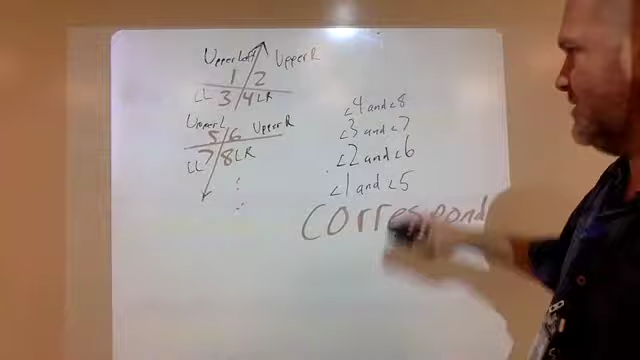 Upper Left Upper R
1 2
LL 3 4 LR
Upper L 5 6 Upper R
LL 7 8 LR
∠4 and ∠8
∠3 and ∠7
∠2 and ∠6
∠1 and ∠5
correspond